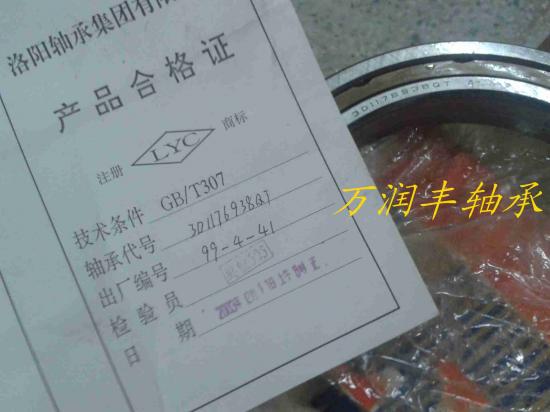 洛阳轴承集团有限
产品合格证
注册 LYC 商标
技术条件 GB/T307
轴承代号 3D1176938QT
出厂编号 99-4-41
检验员
日期
万润丰轴承